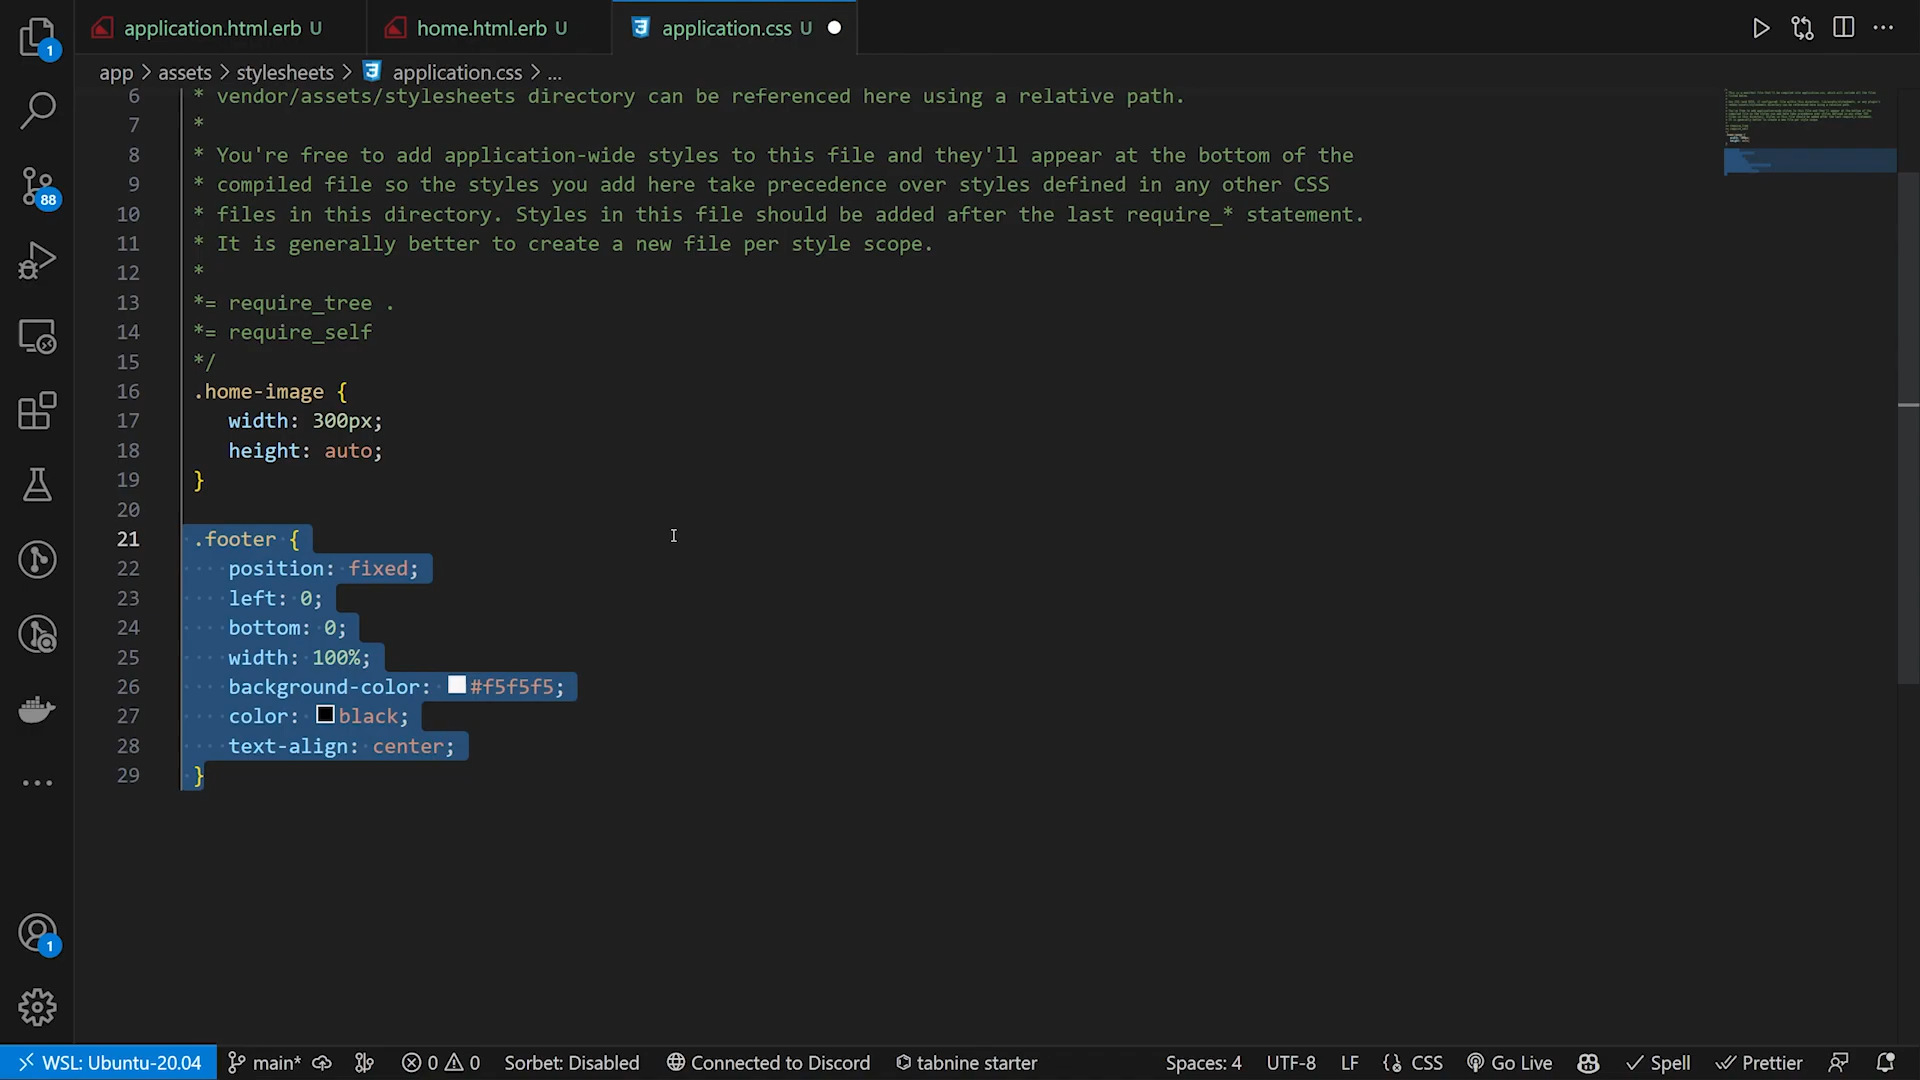 application.html.erb U
home.html.erb U
application.css U
app > assets > stylesheets > application.css > ...
6 * vendor/assets/stylesheets directory can be referenced here using a relative path.
7 *
8 * You're free to add application-wide styles to this file and they'll appear at the bottom of the
9 * compiled file so the styles you add here take precedence over styles defined in any other CSS
10 * files in this directory. Styles in this file should be added after the last require_* statement.
11 * It is generally better to create a new file per style scope.
12 *
13 *= require_tree .
14 *= require_self
15 */
16 .home-image {
17 width: 300px;
18 height: auto;
19 }
20
21 .footer {
22 position: fixed;
23 left: 0;
24 bottom: 0;
25 width: 100%;
26 background-color: #f5f5f5;
27 color: black;
28 text-align: center;
29 }
1
88
1
WSL: Ubuntu-20.04 main* 0 0 Sorbet: Disabled Connected to Discord tabnine starter Spaces: 4 UTF-8 LF {} CSS Go Live Spell Prettier